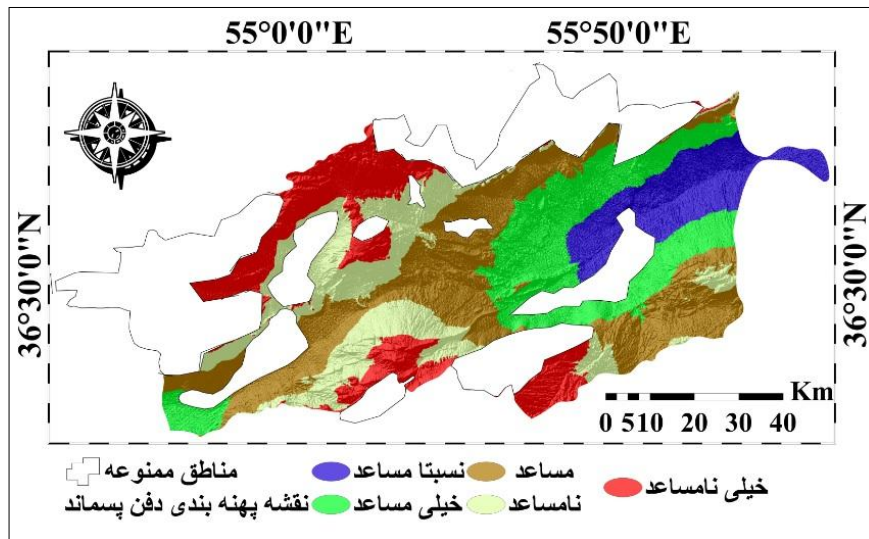 55°0'0"E 55°50'0"E
36°30'0"N
36°30'0"N
Km
0 5 10 20 30 40
مناطق ممنوعه
نسبتا مساعد
مساعد
خیلی نامساعد
نقشه پهنه بندی دفن پسماند
خیلی مساعد
نامساعد